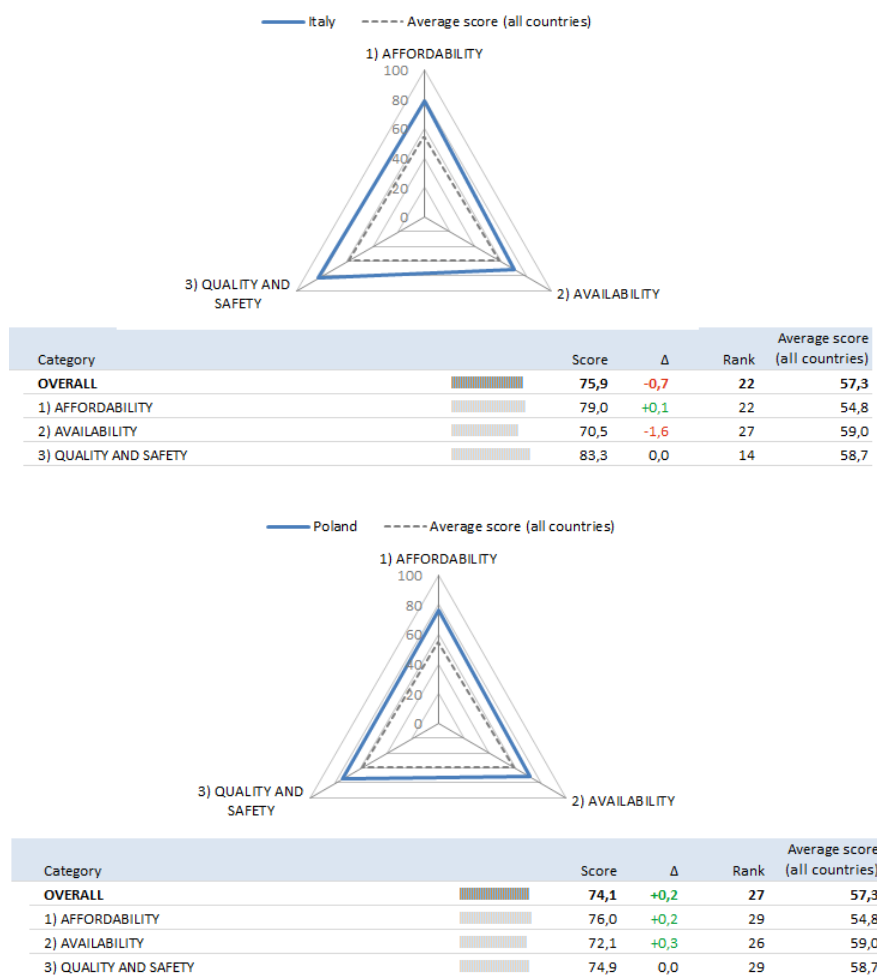 Italy Average score (all countries)
1) AFFORDABILITY
100
80
60
40
20
0
3) QUALITY AND
SAFETY
2) AVAILABILITY
Average score
Category Score Δ Rank (all countries)
OVERALL 75,9 -0,7 22 57,3
1) AFFORDABILITY 79,0 +0,1 22 54,8
2) AVAILABILITY 70,5 -1,6 27 59,0
3) QUALITY AND SAFETY 83,3 0,0 14 58,7
Poland Average score (all countries)
1) AFFORDABILITY
100
80
60
40
20
0
3) QUALITY AND
SAFETY
2) AVAILABILITY
Average score
Category Score Δ Rank (all countries)
OVERALL 74,1 +0,2 27 57,3
1) AFFORDABILITY 76,0 +0,2 29 54,8
2) AVAILABILITY 72,1 +0,3 26 59,0
3) QUALITY AND SAFETY 74,9 0,0 29 58,7